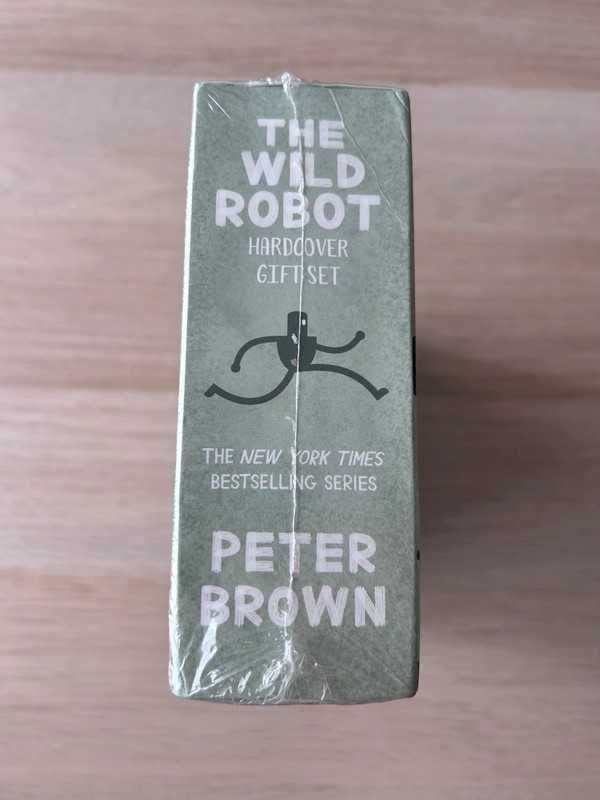 THE
WILD
ROBOT
HARDCOVER
GIFT SET
THE NEW YORK TIMES
BESTSELLING SERIES
PETER
BROWN